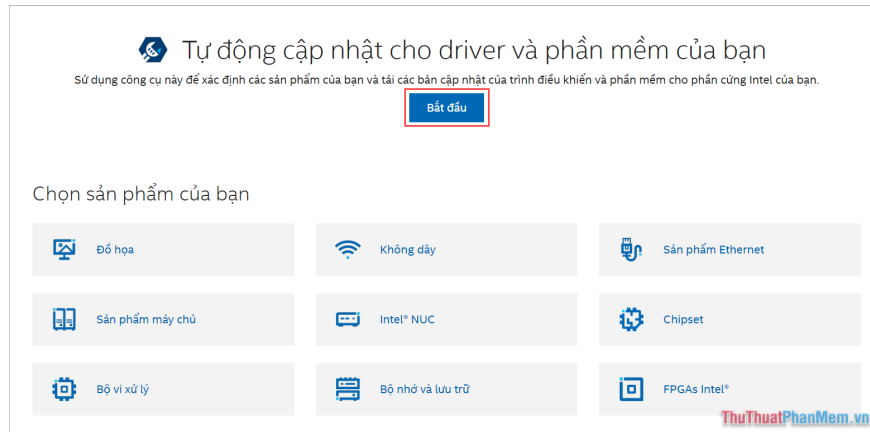 Tự động cập nhật cho driver và phần mềm của bạn
Sử dụng công cụ này để xác định các sản phẩm của bạn và tải các bản cập nhật của trình điều khiển và phần mềm cho phần cứng Intel của bạn.
Bắt đầu
Chọn sản phẩm của bạn
Đồ họa
Không dây
Sản phẩm Ethernet
Sản phẩm máy chủ
Intel® NUC
Chipset
Bộ vi xử lý
Bộ nhớ và lưu trữ
FPGAs Intel®
ThuThuatPhanMem.vn